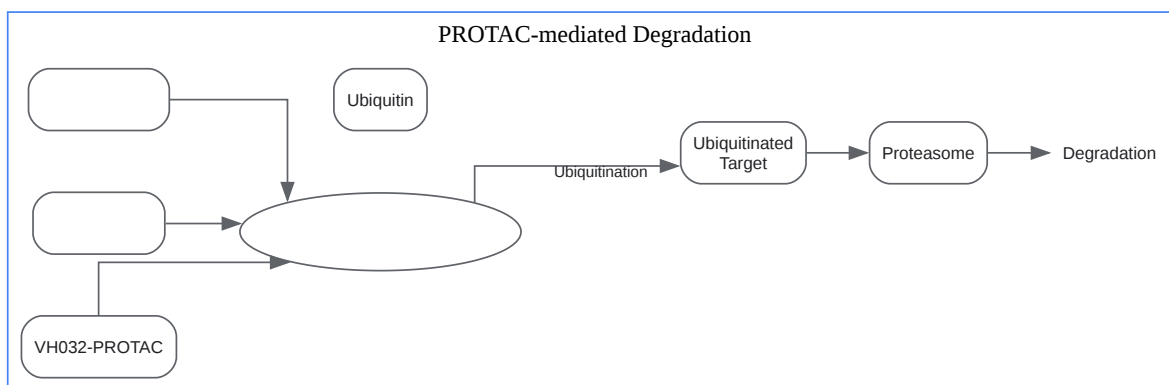 PROTAC-mediated Degradation
Ubiquitin
Ubiquitinated
Target
Proteasome
Degradation
Ubiquitination
VH032-PROTAC